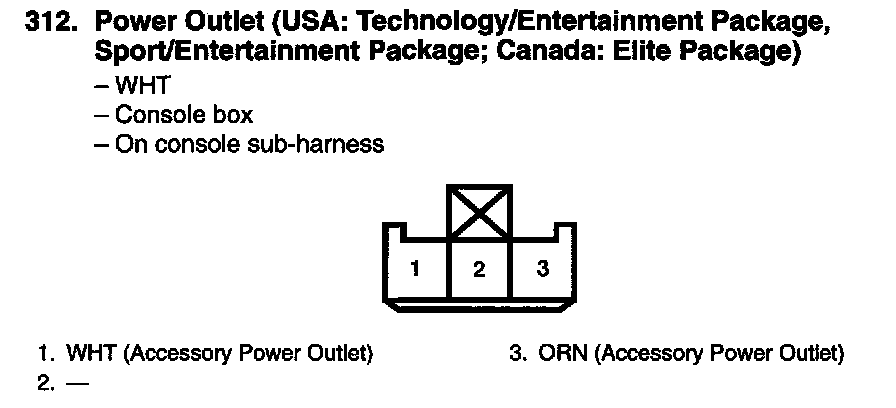 312. Power Outlet (USA: Technology/Entertainment Package,
Sport/Entertainment Package; Canada: Elite Package)
– WHT
– Console box
– On console sub-harness
1 2 3
1. WHT (Accessory Power Outlet)
3. ORN (Accessory Power Outlet)
2. —